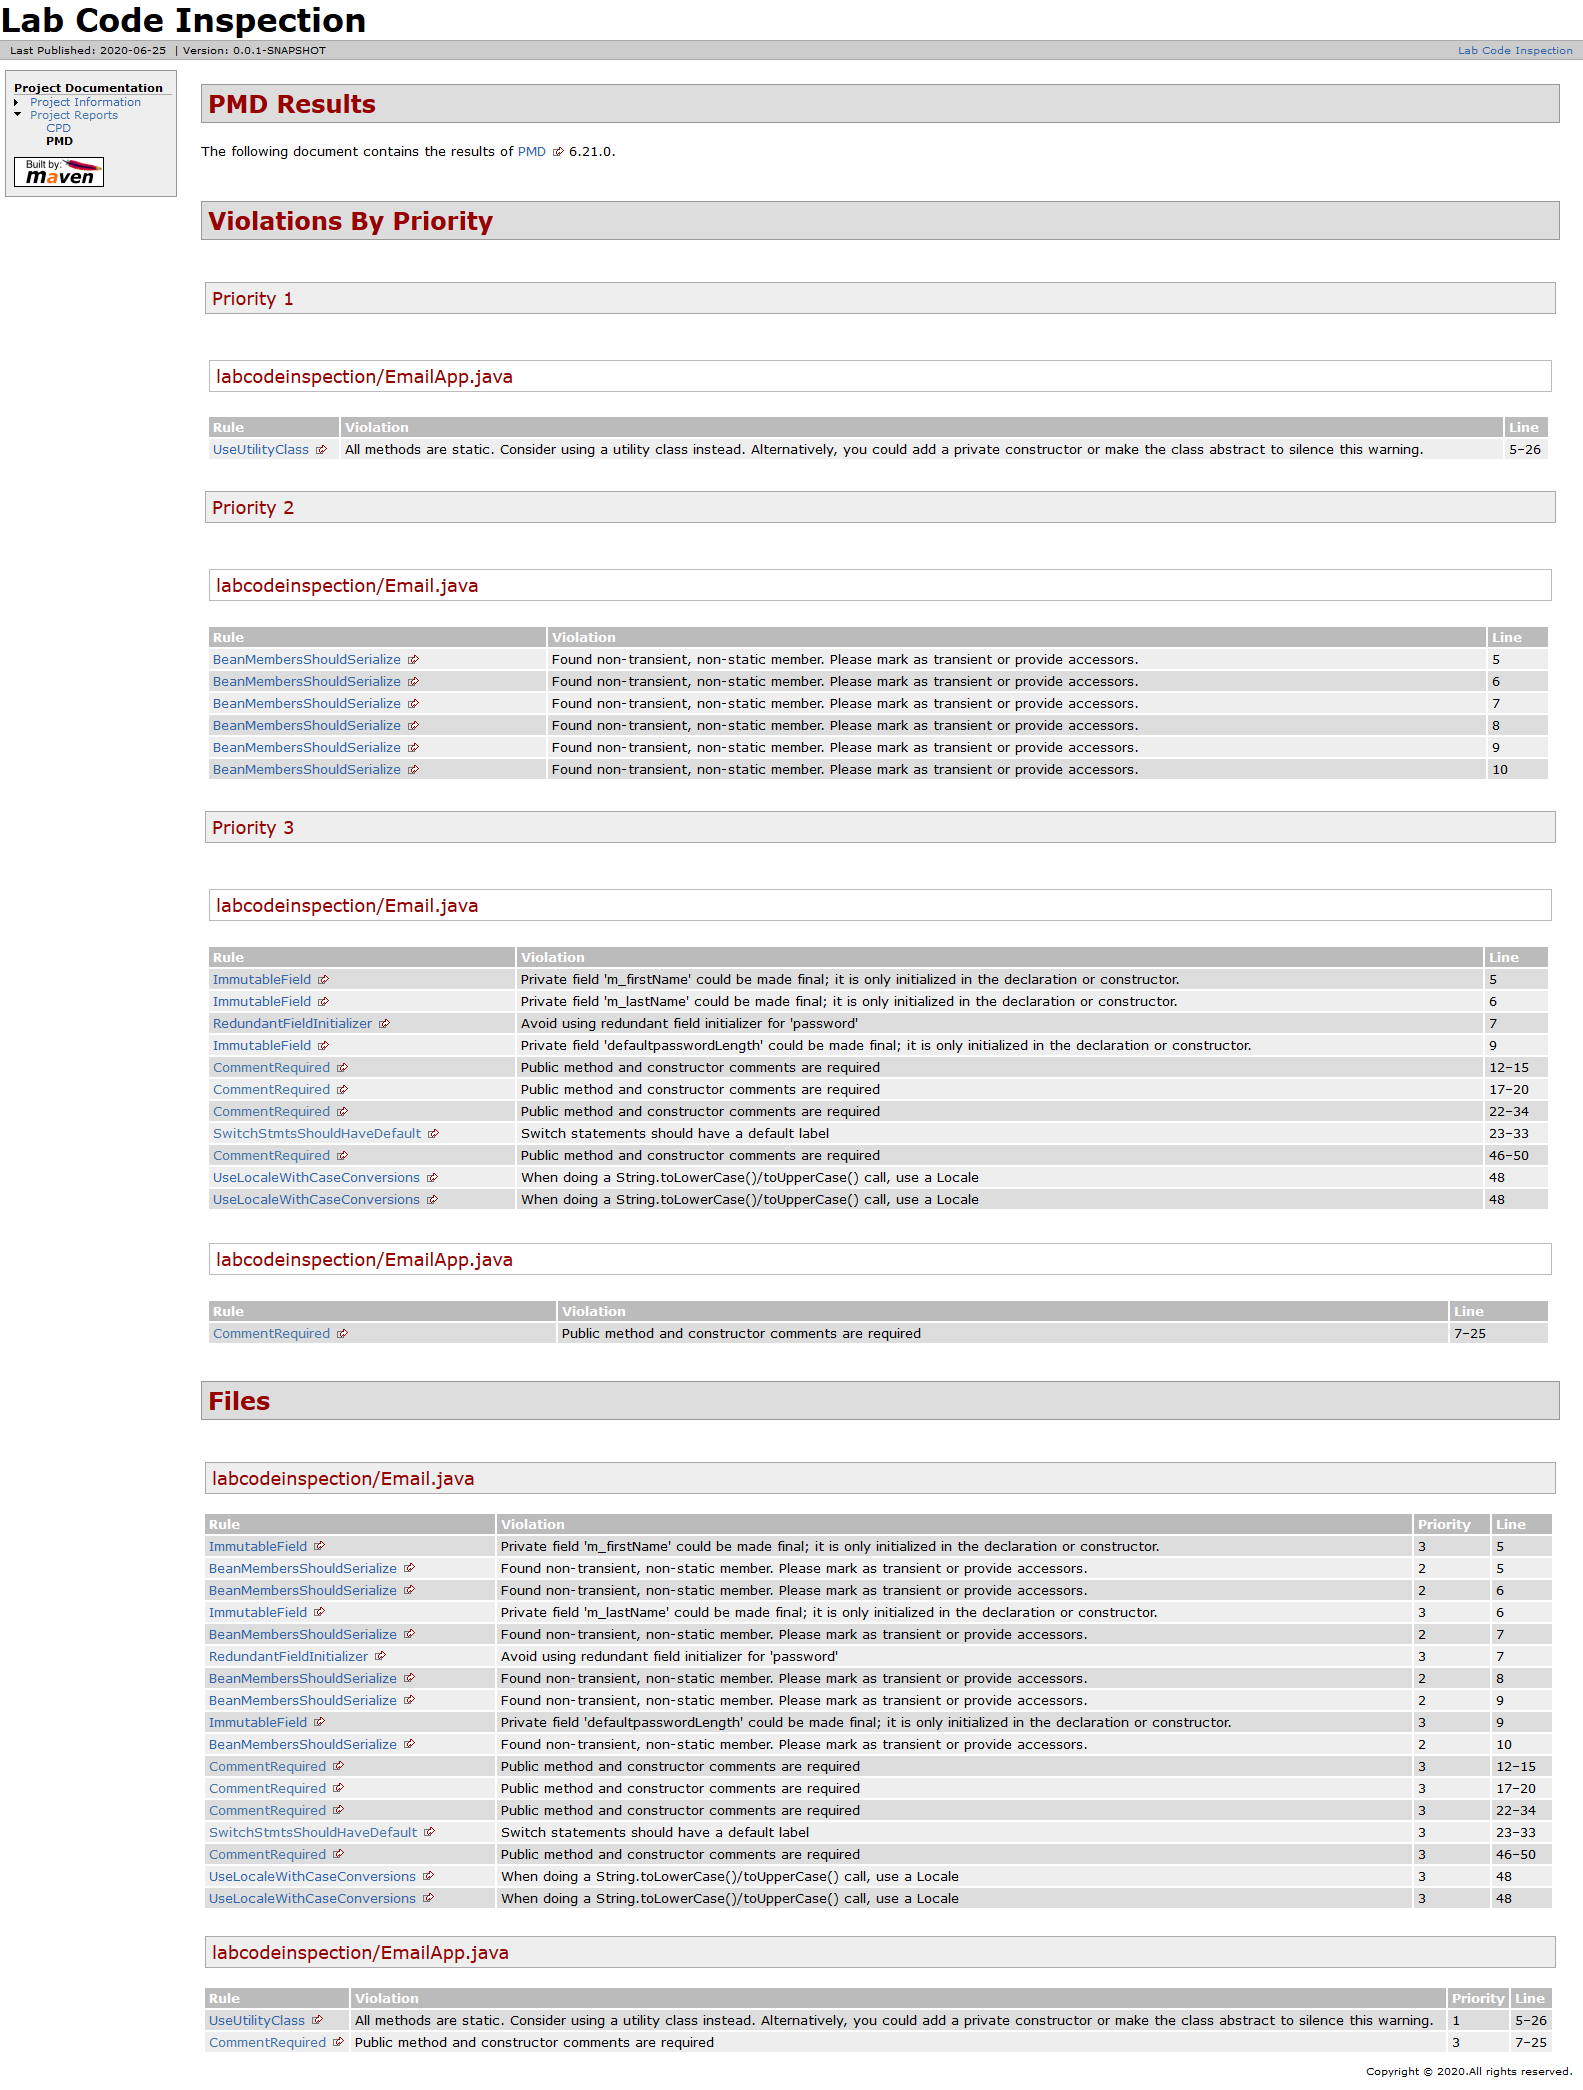 Lab Code Inspection
Last Published: 2020-06-25 | Version: 0.0.1-SNAPSHOT Lab Code Inspection
Project Documentation
Project Information
Project Reports
CPD
PMD
Built by:
maven
PMD Results
The following document contains the results of PMD 6.21.0.
Violations By Priority
Priority 1
labcodeinspection/EmailApp.java
Rule Violation Line
UseUtilityClass All methods are static. Consider using a utility class instead. Alternatively, you could add a private constructor or make the class abstract to silence this warning. 5–26
Priority 2
labcodeinspection/Email.java
Rule Violation Line
BeanMembersShouldSerialize Found non-transient, non-static member. Please mark as transient or provide accessors. 5
BeanMembersShouldSerialize Found non-transient, non-static member. Please mark as transient or provide accessors. 6
BeanMembersShouldSerialize Found non-transient, non-static member. Please mark as transient or provide accessors. 7
BeanMembersShouldSerialize Found non-transient, non-static member. Please mark as transient or provide accessors. 8
BeanMembersShouldSerialize Found non-transient, non-static member. Please mark as transient or provide accessors. 9
BeanMembersShouldSerialize Found non-transient, non-static member. Please mark as transient or provide accessors. 10
Priority 3
labcodeinspection/Email.java
Rule Violation Line
ImmutableField Private field 'm_firstName' could be made final; it is only initialized in the declaration or constructor. 5
ImmutableField Private field 'm_lastName' could be made final; it is only initialized in the declaration or constructor. 6
RedundantFieldInitializer Avoid using redundant field initializer for 'password' 7
ImmutableField Private field 'defaultpasswordLength' could be made final; it is only initialized in the declaration or constructor. 9
CommentRequired Public method and constructor comments are required 12–15
CommentRequired Public method and constructor comments are required 17–20
CommentRequired Public method and constructor comments are required 22–34
SwitchStmtsShouldHaveDefault Switch statements should have a default label 23–33
CommentRequired Public method and constructor comments are required 46–50
UseLocaleWithCaseConversions When doing a String.toLowerCase()/toUpperCase() call, use a Locale 48
UseLocaleWithCaseConversions When doing a String.toLowerCase()/toUpperCase() call, use a Locale 48
labcodeinspection/EmailApp.java
Rule Violation Line
CommentRequired Public method and constructor comments are required 7–25
Files
labcodeinspection/Email.java
Rule Violation Priority Line
ImmutableField Private field 'm_firstName' could be made final; it is only initialized in the declaration or constructor. 3 5
BeanMembersShouldSerialize Found non-transient, non-static member. Please mark as transient or provide accessors. 2 5
BeanMembersShouldSerialize Found non-transient, non-static member. Please mark as transient or provide accessors. 2 6
ImmutableField Private field 'm_lastName' could be made final; it is only initialized in the declaration or constructor. 3 6
BeanMembersShouldSerialize Found non-transient, non-static member. Please mark as transient or provide accessors. 2 7
RedundantFieldInitializer Avoid using redundant field initializer for 'password' 3 7
BeanMembersShouldSerialize Found non-transient, non-static member. Please mark as transient or provide accessors. 2 8
BeanMembersShouldSerialize Found non-transient, non-static member. Please mark as transient or provide accessors. 2 9
ImmutableField Private field 'defaultpasswordLength' could be made final; it is only initialized in the declaration or constructor. 3 9
BeanMembersShouldSerialize Found non-transient, non-static member. Please mark as transient or provide accessors. 2 10
CommentRequired Public method and constructor comments are required 3 12–15
CommentRequired Public method and constructor comments are required 3 17–20
CommentRequired Public method and constructor comments are required 3 22–34
SwitchStmtsShouldHaveDefault Switch statements should have a default label 3 23–33
CommentRequired Public method and constructor comments are required 3 46–50
UseLocaleWithCaseConversions When doing a String.toLowerCase()/toUpperCase() call, use a Locale 3 48
UseLocaleWithCaseConversions When doing a String.toLowerCase()/toUpperCase() call, use a Locale 3 48
labcodeinspection/EmailApp.java
Rule Violation Priority Line
UseUtilityClass All methods are static. Consider using a utility class instead. Alternatively, you could add a private constructor or make the class abstract to silence this warning. 1 5–26
CommentRequired Public method and constructor comments are required 3 7–25
Copyright © 2020.All rights reserved.